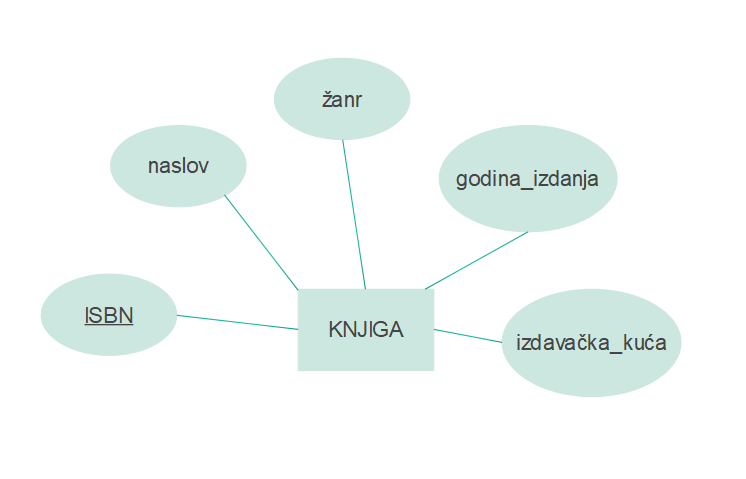 žanr
naslov
godina_izdanja
ISBN
KNJIGA
izdavačka_kuća